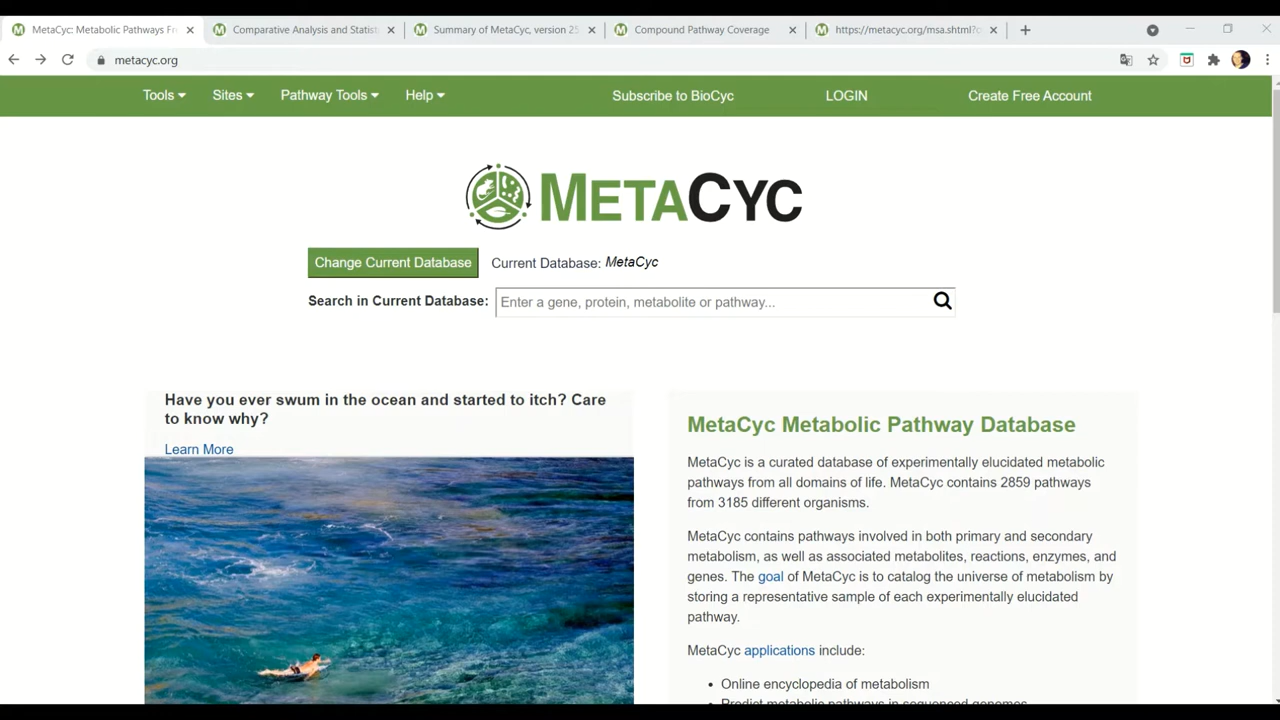 MetaCyc: Metabolic Pathways Fr
Comparative Analysis and Statist
Summary of MetaCyc, version 25
Compound Pathway Coverage
https://metacyc.org/msa.shtml?
metacyc.org
Tools Sites Pathway Tools Help Subscribe to BioCyc LOGIN Create Free Account
METACYC
Change Current Database Current Database: MetaCyc
Search in Current Database: Enter a gene, protein, metabolite or pathway...
Have you ever swum in the ocean and started to itch? Care
to know why?
Learn More
MetaCyc Metabolic Pathway Database
MetaCyc is a curated database of experimentally elucidated metabolic
pathways from all domains of life. MetaCyc contains 2859 pathways
from 3185 different organisms.
MetaCyc contains pathways involved in both primary and secondary
metabolism, as well as associated metabolites, reactions, enzymes, and
genes. The goal of MetaCyc is to catalog the universe of metabolism by
storing a representative sample of each experimentally elucidated
pathway.
MetaCyc applications include:
• Online encyclopedia of metabolism
• Predict metabolic pathways in sequenced genomes